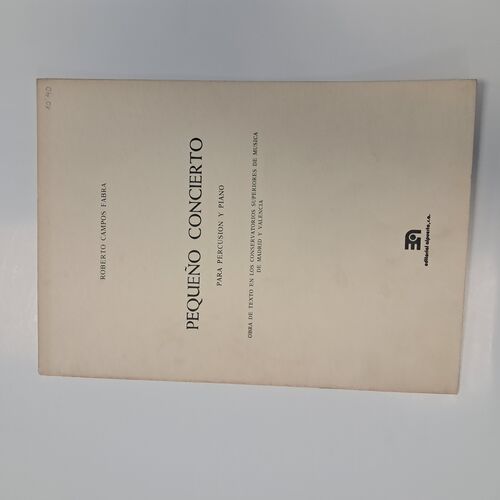 ROBERTO CAMPOS FABRA
PEQUEÑO CONCIERTO
PARA PERCUSION Y PIANO
OBRA DE TEXTO EN LOS CONSERVATORIOS SUPERIORES DE MUSICA
DE MADRID Y VALENCIA
editorial alpuerto, s.a.